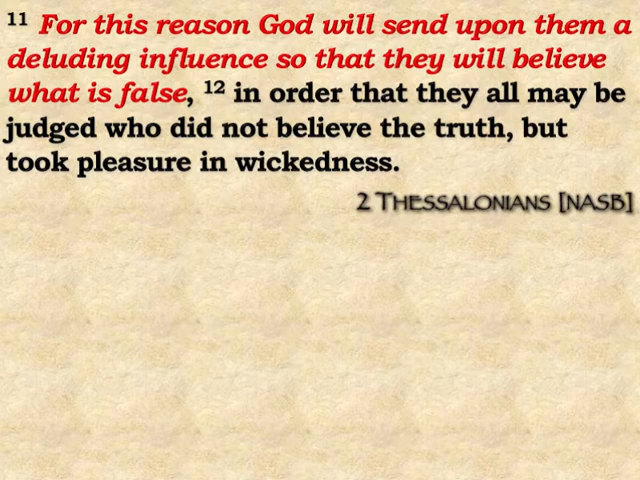 11 For this reason God will send upon them a
deluding influence so that they will believe
what is false, 12 in order that they all may be
judged who did not believe the truth, but
took pleasure in wickedness.
2 THESSALONIANS [NASB]